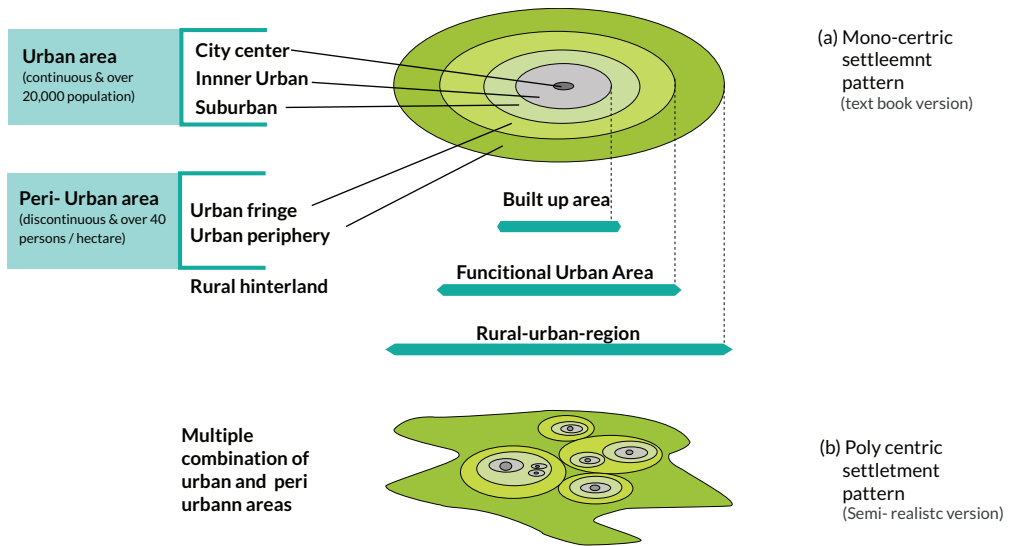 Urban area
(continuous & over
20,000 population)
City center
Innner Urban
Suburban
(a) Mono-certric
settleemnt
pattern
(text book version)
Peri- Urban area
(discontinuous & over 40
persons / hectare)
Urban fringe
Urban periphery
Rural hinterland
Built up area
Funcitional Urban Area
Rural-urban-region
Multiple
combination of
urban and peri
urbann areas
(b) Poly centric
settletment
pattern
(Semi- realistc version)